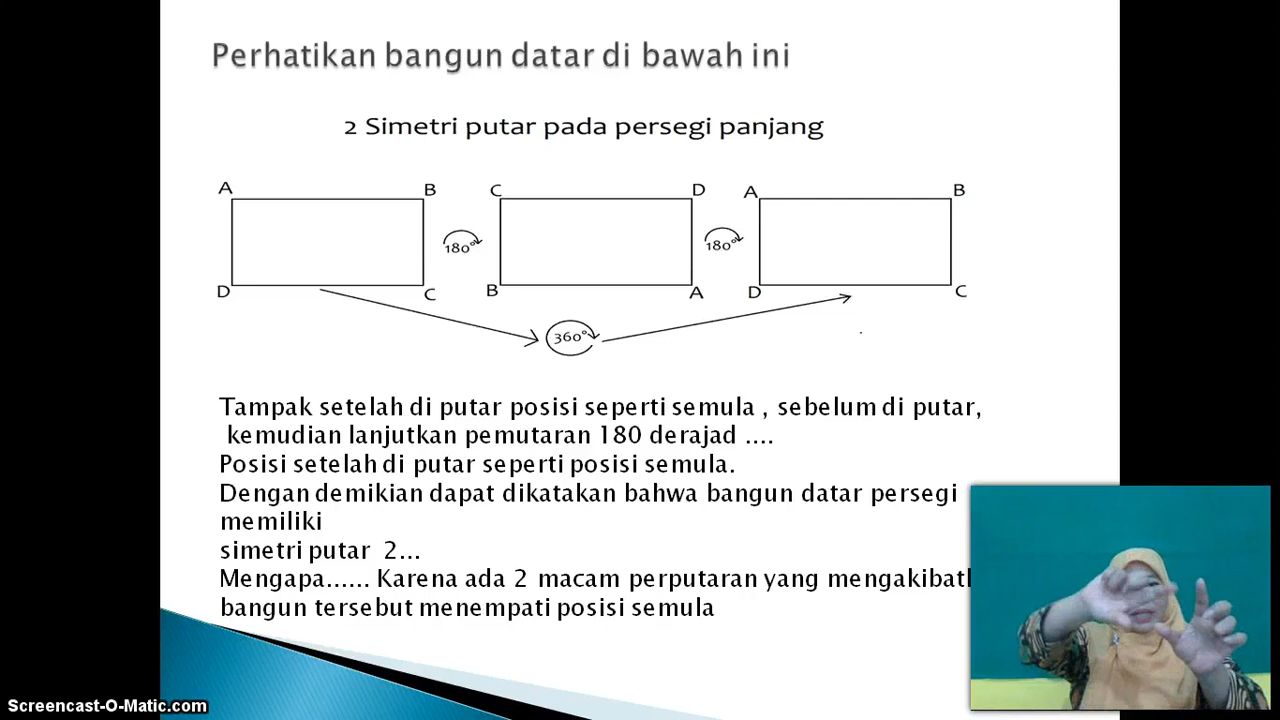 Perhatikan bangun datar di bawah ini
2 Simetri putar pada persegi panjang
A B C D A B
180° 180°
D C B A D C
360°
Tampak setelah di putar posisi seperti semula , sebelum di putar,
kemudian lanjutkan pemutaran 180 derajad ....
Posisi setelah di putar seperti posisi semula.
Dengan demikian dapat dikatakan bahwa bangun datar persegi
memiliki
simetri putar 2...
Mengapa...... Karena ada 2 macam perputaran yang
bangun tersebut menempati posisi semula
Screencast-O-Matic.com